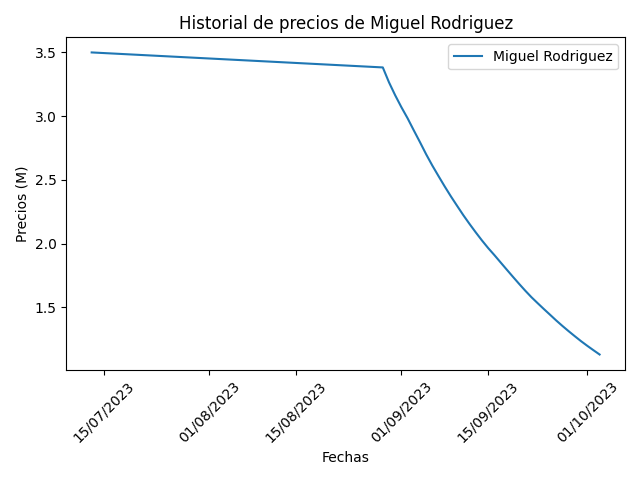 Historial de precios de Miguel Rodriguez
Miguel Rodriguez
Precios (M)
3.5
3.0
2.5
2.0
1.5
15/07/2023
01/08/2023
15/08/2023
01/09/2023
15/09/2023
01/10/2023
Fechas